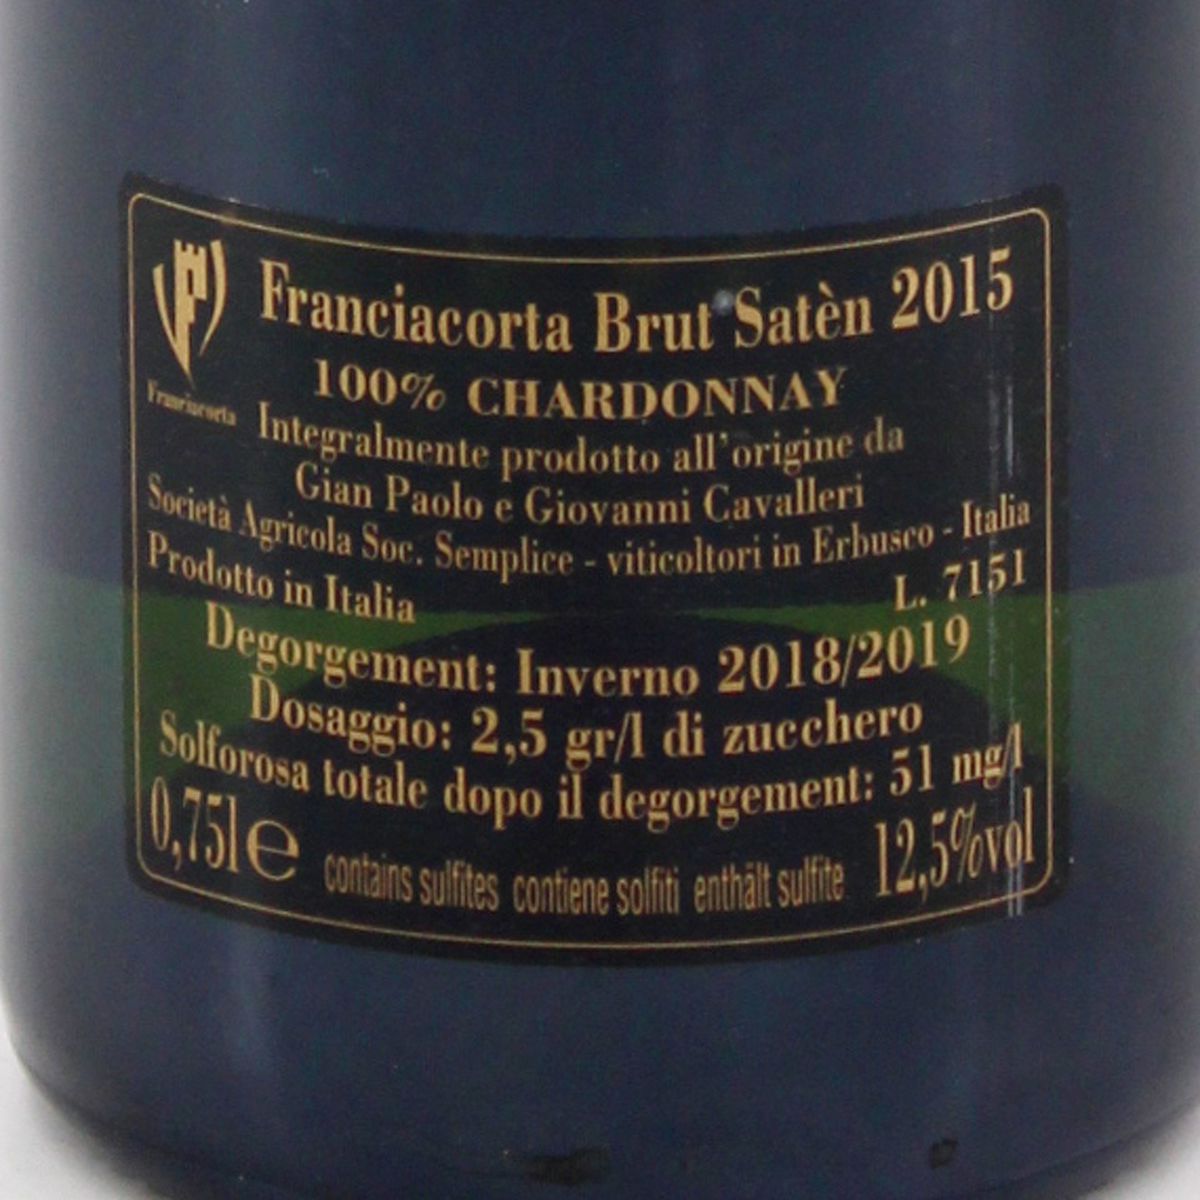 Franciacorta Brut Satèn 2015
Franciacorta
100% CHARDONNAY
Integralmente prodotto all'origine da
Gian Paolo e Giovanni Cavalleri
Società Agricola Soc. Semplice - viticoltori in Erbusco - Italia
Prodotto in Italia L. 7151
Degorgement: Inverno 2018/2019
Dosaggio: 2,5 gr/l di zucchero
Solforosa totale dopo il degorgement: 51 mg/l
0,75l e contains sulfites contiene solfiti enthält sulfite 12,5%vol